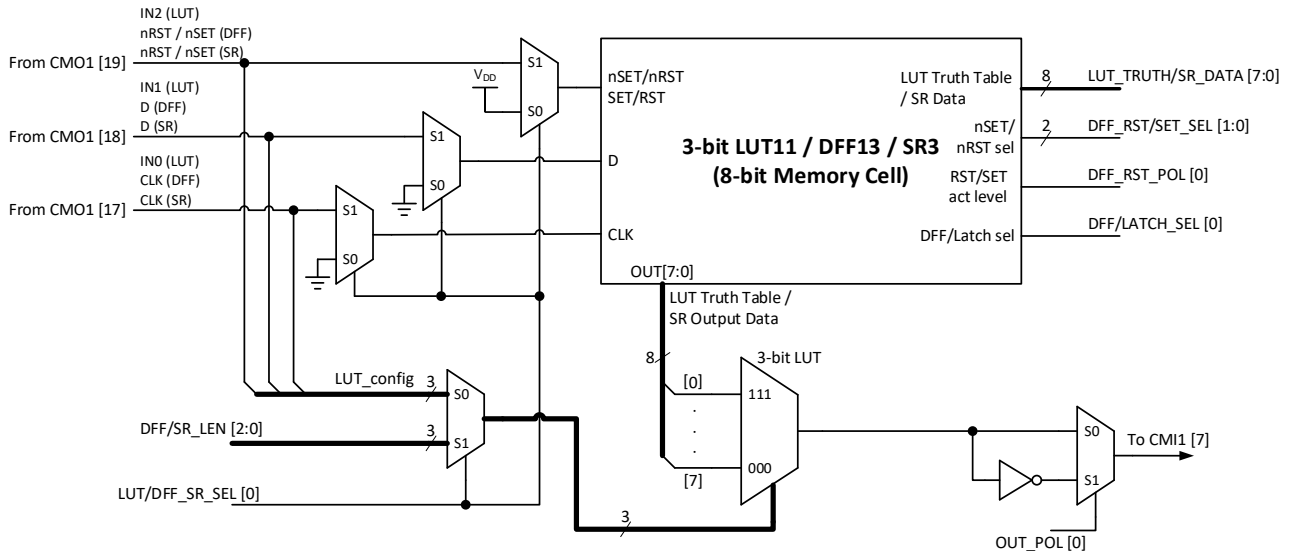 IN2 (LUT)
nRST / nSET (DFF)
nRST / nSET (SR)
From CMO1 [19]
IN1 (LUT)
D (DFF)
D (SR)
From CMO1 [18]
IN0 (LUT)
CLK (DFF)
CLK (SR)
From CMO1 [17]
S1
VDD
S0
S1
S0
S1
S0
nSET/nRST
SET/RST
D
CLK
3-bit LUT11 / DFF13 / SR3
(8-bit Memory Cell)
LUT Truth Table
/ SR Data
nSET/
nRST sel
RST/SET
act level
DFF/Latch sel
OUT[7:0]
8
LUT_TRUTH/SR_DATA [7:0]
2
DFF_RST/SET_SEL [1:0]
DFF_RST_POL [0]
DFF/LATCH_SEL [0]
LUT Truth Table /
SR Output Data
8
3-bit LUT
[0]
111
.
.
.
000
[7]
LUT_config
3
S0
DFF/SR_LEN [2:0]
3
S1
LUT/DFF_SR_SEL [0]
3
S0
S1
To CMI1 [7]
OUT_POL [0]